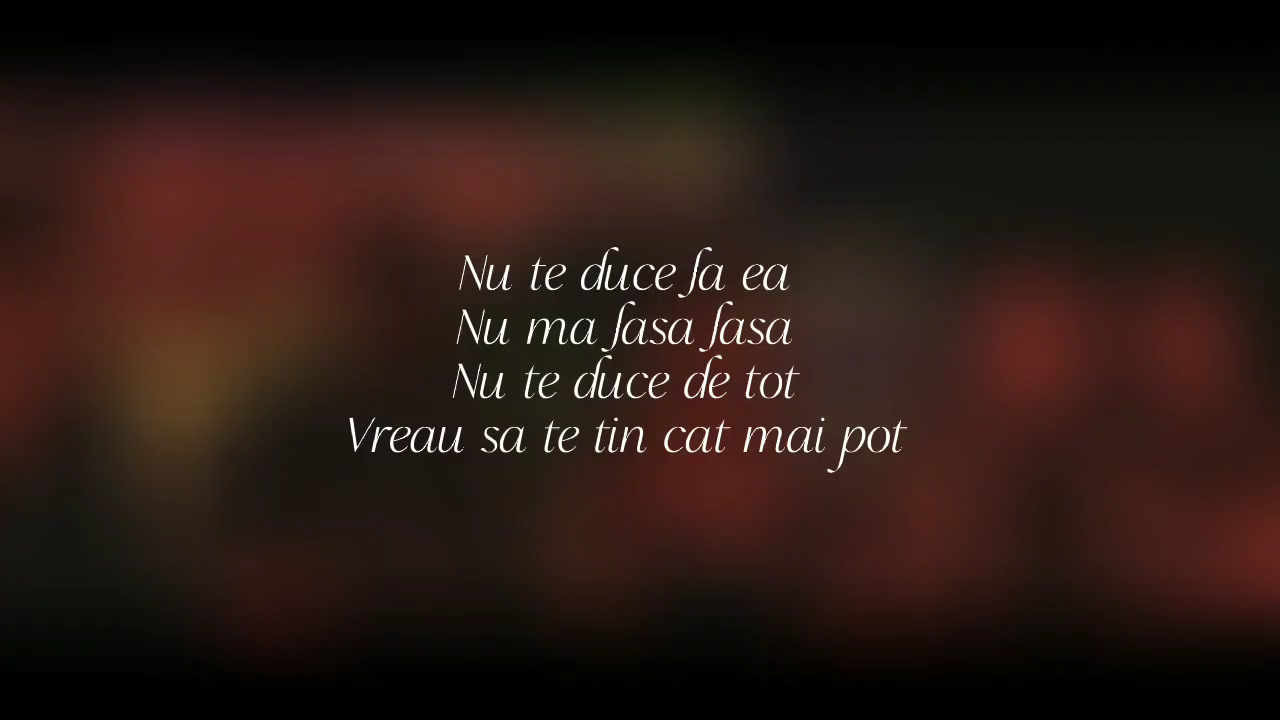 Nu te duce la ea
Nu ma lasa lasa
Nu te duce de tot
Vreau sa te tin cat mai pot